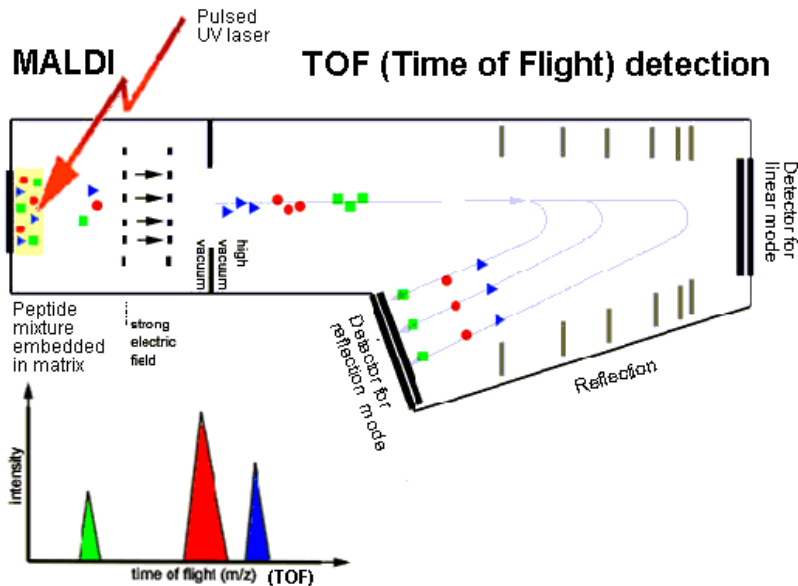 Pulsed
UV laser
MALDI
TOF (Time of Flight) detection
Detector for
linear mode
vacuum
high
vacuum
Peptide
mixture
embedded
in matrix
strong
electric
field
Detector for
reflection mode
Reflection
intensity
time of flight (m/z) (TOF)